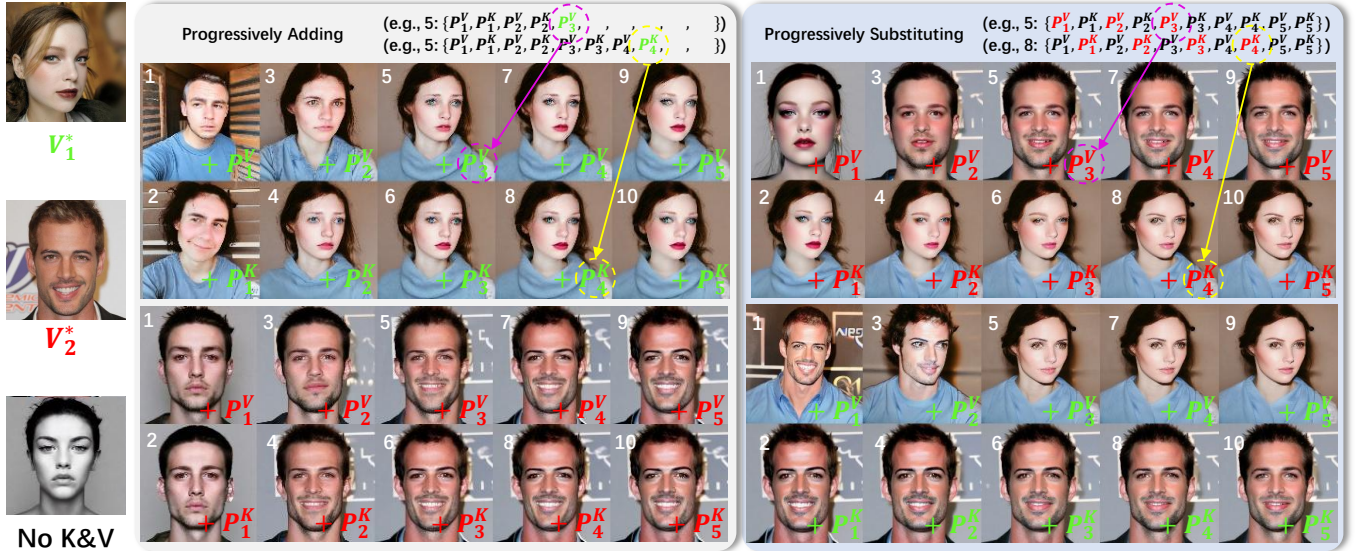 V₁*
V₂*
No K&V
Progressively Adding
(e.g., 5: {P₁ⱽ, P₁ᴷ, P₂ⱽ, P₂ᴷ, P₃ⱽ, , , , , , })
(e.g., 5: {P₁ⱽ, P₁ᴷ, P₂ⱽ, P₂ᴷ, P₃ⱽ, P₃ᴷ, P₄ⱽ, P₄ᴷ, , })
1 3 5 7 9
+ P₁ⱽ + P₂ⱽ + P₃ⱽ + P₄ⱽ + P₅ⱽ
2 4 6 8 10
+ P₁ᴷ + P₂ᴷ + P₃ᴷ + P₄ᴷ + P₅ᴷ
1 3 5 7 9
+ P₁ⱽ + P₂ⱽ + P₃ⱽ + P₄ⱽ + P₅ⱽ
2 4 6 8 10
+ P₁ᴷ + P₂ᴷ + P₃ᴷ + P₄ᴷ + P₅ᴷ
Progressively Substituting
(e.g., 5: {P₁ⱽ, P₁ᴷ, P₂ⱽ, P₂ᴷ, P₃ⱽ, P₃ᴷ, P₄ⱽ, P₄ᴷ, P₅ⱽ, P₅ᴷ})
(e.g., 8: {P₁ⱽ, P₁ᴷ, P₂ⱽ, P₂ᴷ, P₃ⱽ, P₃ᴷ, P₄ⱽ, P₄ᴷ, P₅ⱽ, P₅ᴷ})
1 3 5 7 9
+ P₁ⱽ + P₂ⱽ + P₃ⱽ + P₄ⱽ + P₅ⱽ
2 4 6 8 10
+ P₁ᴷ + P₂ᴷ + P₃ᴷ + P₄ᴷ + P₅ᴷ
1 3 5 7 9
+ P₁ⱽ + P₂ⱽ + P₃ⱽ + P₄ⱽ + P₅ⱽ
2 4 6 8 10
+ P₁ᴷ + P₂ᴷ + P₃ᴷ + P₄ᴷ + P₅ᴷ